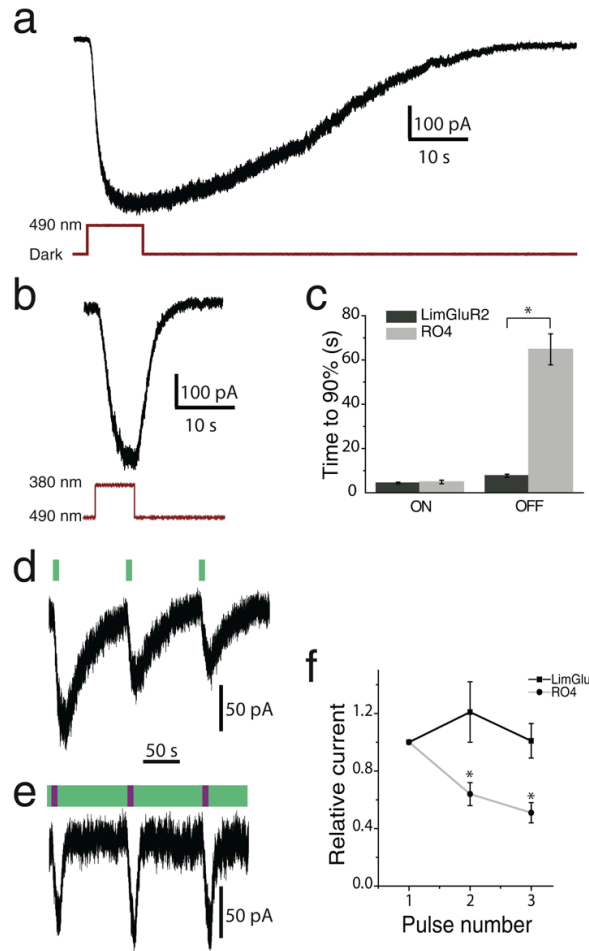 a
100 pA
10 s
490 nm
Dark
b
100 pA
10 s
380 nm
490 nm
c
LimGluR2
RO4
*
Time to 90% (s)
80
60
40
20
0
ON
OFF
d
50 pA
50 s
e
50 pA
f
LimGlu
RO4
Relative current
1.2
0.8
0.4
0.0
*
*
1
2
3
Pulse number